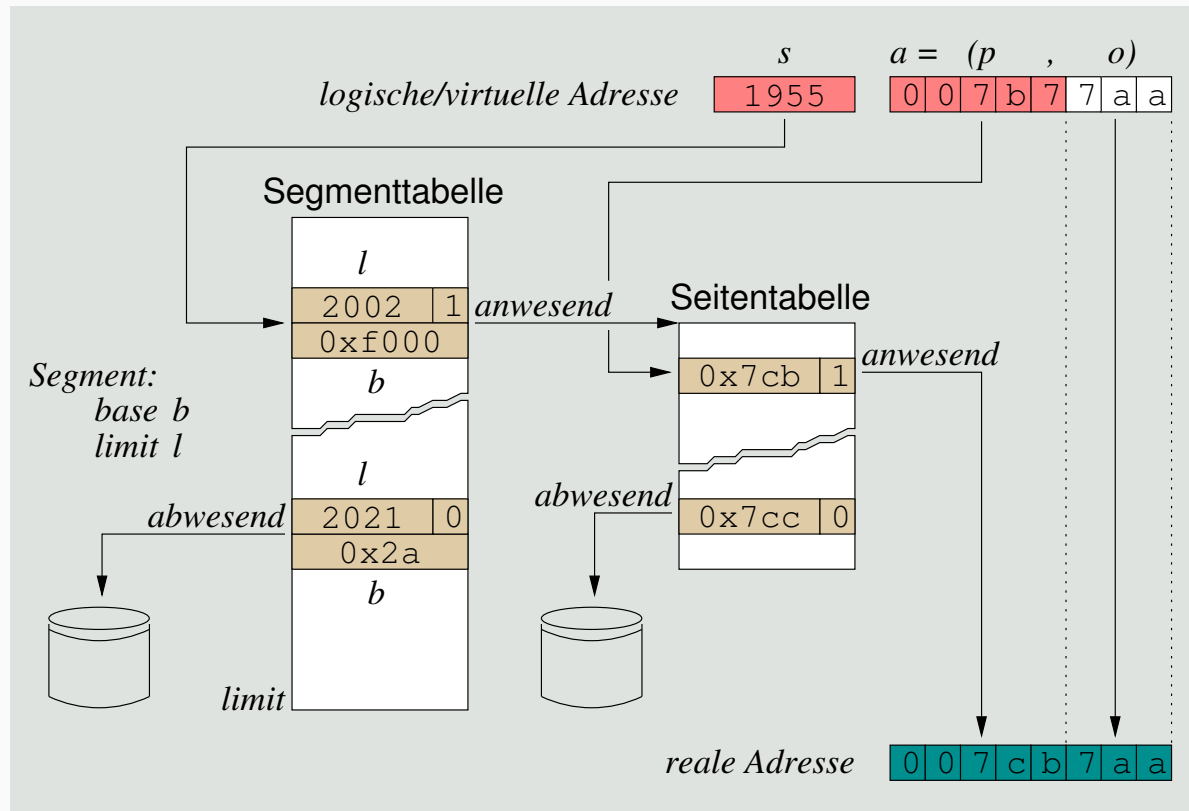 s a = (p , o)
logische/virtuelle Adresse 1955 0 0 7 b 7 7 a a
Segmenttabelle
l
2002 1 anwesend
0xf000
b
Seitentabelle
0x7cb 1 anwesend
Segment:
base b
limit l
l
abwesend 2021 0
0x2a
b
abwesend 0x7cc 0
limit
reale Adresse 0 0 7 c b 7 a a